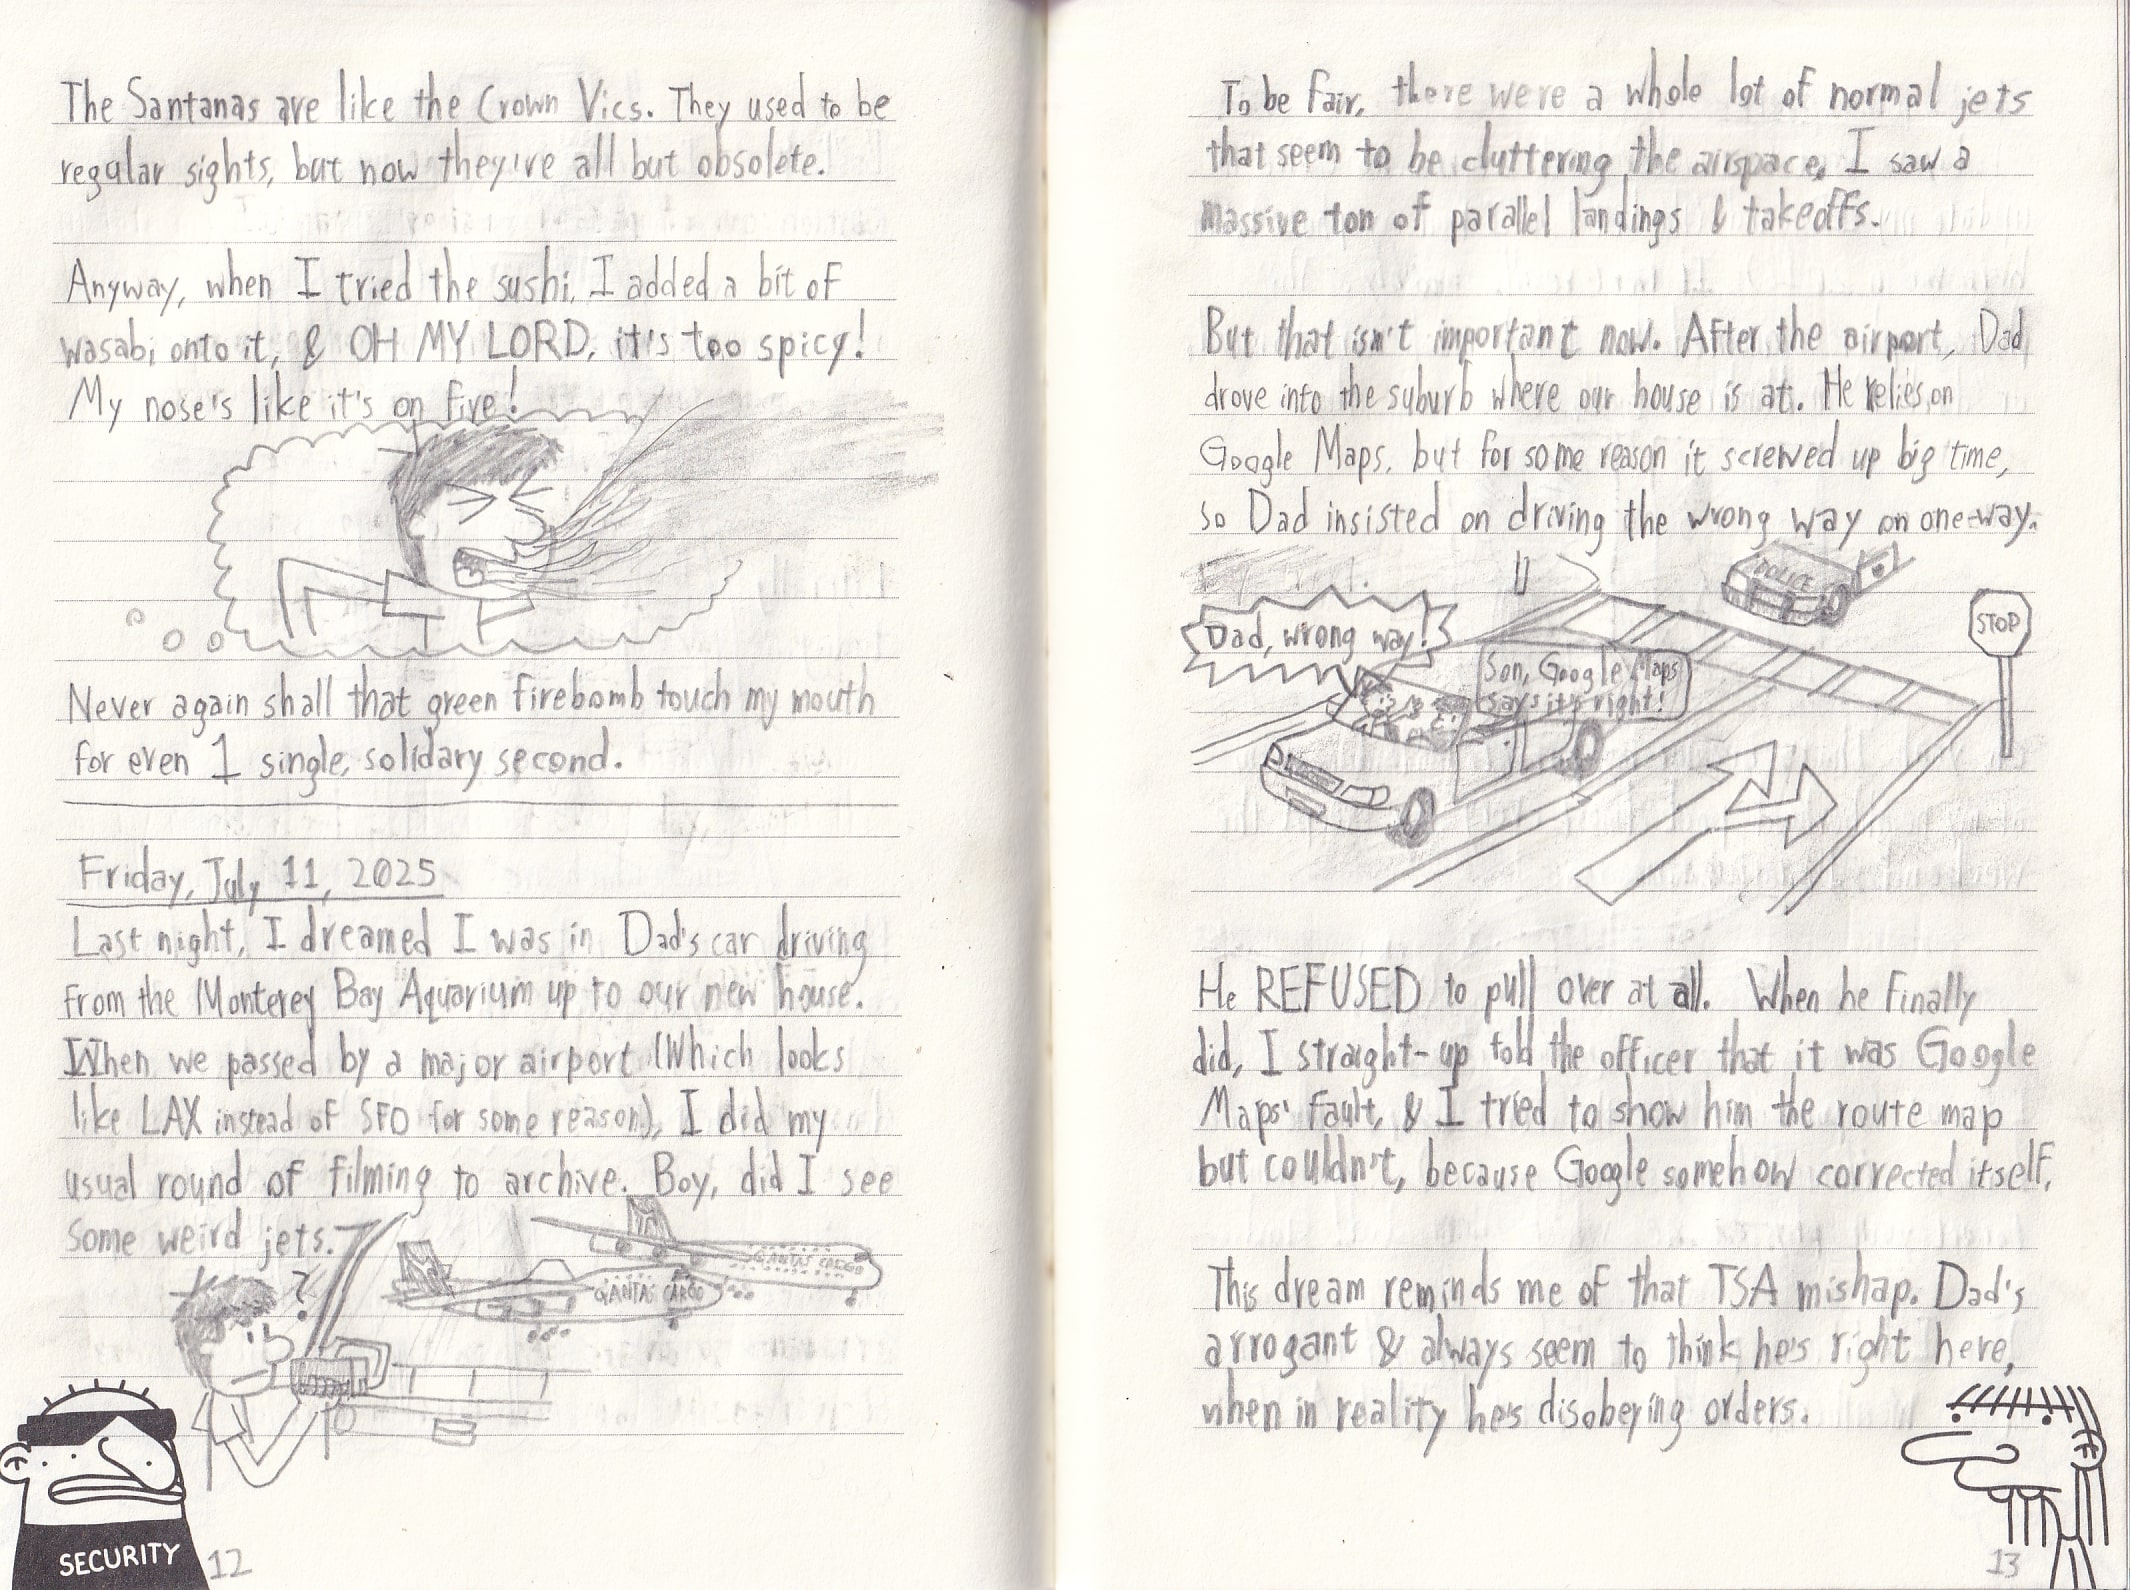 The Santanas are like the Crown Vics. They used to be
regular sights, but now they've all but obsolete.
Anyway, when I tried the sushi, I added a bit of
wasabi onto it, & OH MY LORD, it's too spicy!
My nose's like it's on five!
Never again shall that green firebomb touch my mouth
for even 1 single, solidary second.
Friday, July 11, 2025
Last night, I dreamed I was in Dad's car driving
from the Monterey Bay Aquarium up to our new house.
When we passed by a major airport (Which looks
like LAX instead of SFO for some reason), I did my
usual round of filming to archive. Boy, did I see
some weird jets.
?
QANTAS CARGO
QANTAS CARGO
SECURITY
12
To be fair, there were a whole lot of normal jets
that seem to be cluttering the airspace, I saw a
massive ton of parallel landings & takeoffs.
But that isn't important now. After the airport, Dad
drove into the suburb where our house is at. He relies on
Google Maps, but for some reason it screwed up big time,
so Dad insisted on driving the wrong way on one-way.
POLICE
STOP
Dad, wrong way!
Son, Google Maps
says it's right!
He REFUSED to pull over at all. When he finally
did, I straight-up told the officer that it was Google
Maps' fault, & I tried to show him the route map
but couldn't, because Google somehow corrected itself.
This dream reminds me of that TSA mishap. Dad's
arrogant & always seem to think he's right here,
when in reality he's disobeying orders.
13